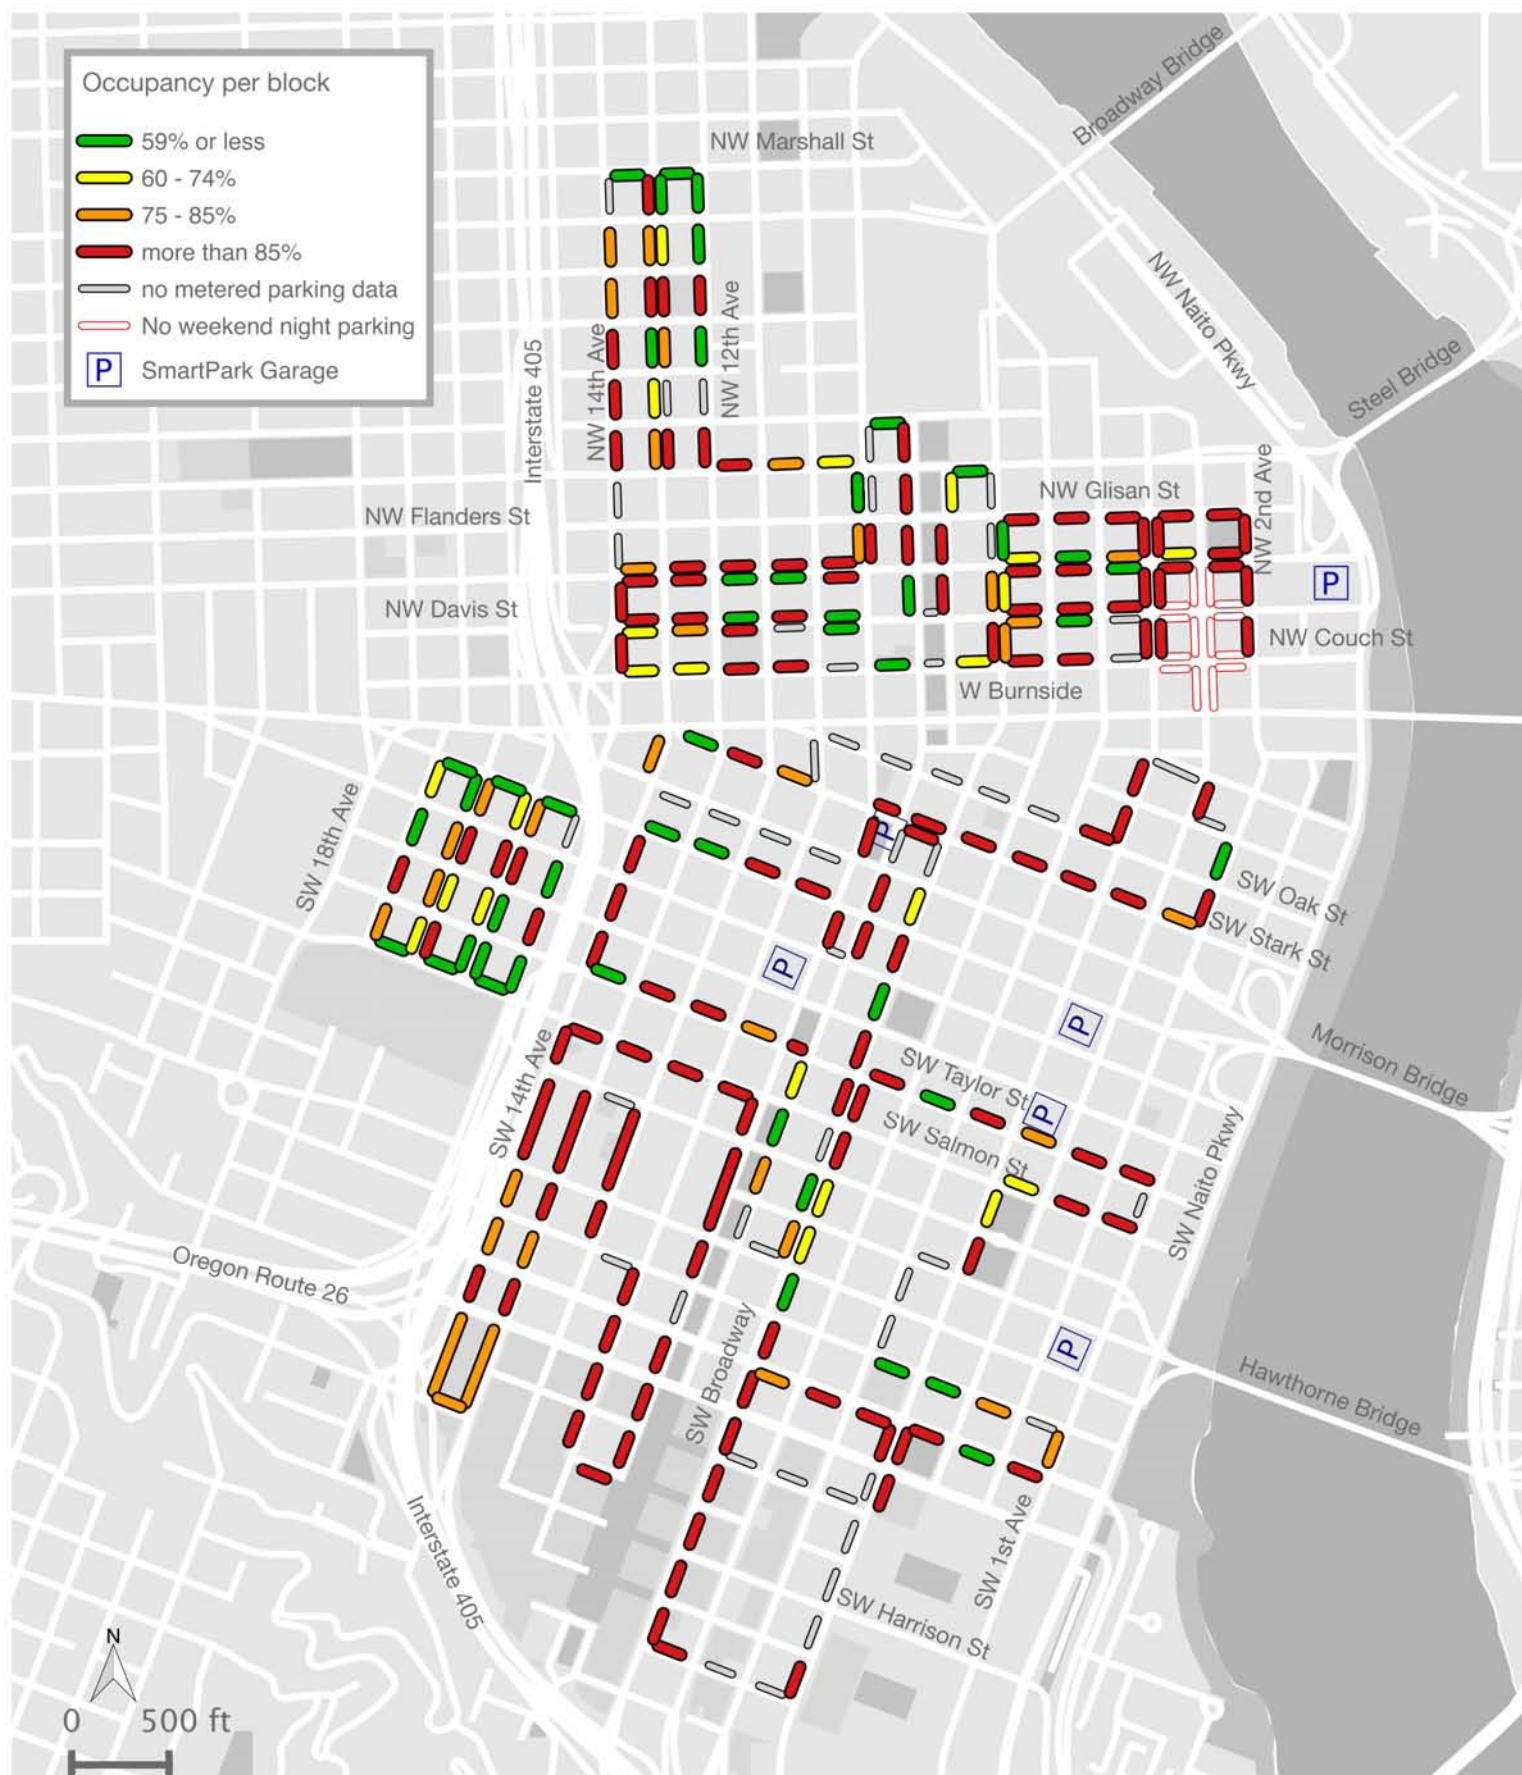 Occupancy per block
59% or less
60 - 74%
75 - 85%
more than 85%
no metered parking data
No weekend night parking
P SmartPark Garage
Broadway Bridge
NW Marshall St
NW Naito Pkwy
Steel Bridge
Interstate 405
NW 14th Ave
NW 12th Ave
NW 2nd Ave
NW Glisan St
NW Flanders St
P
NW Davis St
NW Couch St
W Burnside
SW 18th Ave
P
SW Oak St
SW Stark St
P
P
Morrison Bridge
SW 14th Ave
SW Taylor St
P
SW Salmon St
SW Naito Pkwy
Oregon Route 26
P
SW Broadway
Hawthorne Bridge
Interstate 405
SW 1st Ave
SW Harrison St
N
0 500 ft